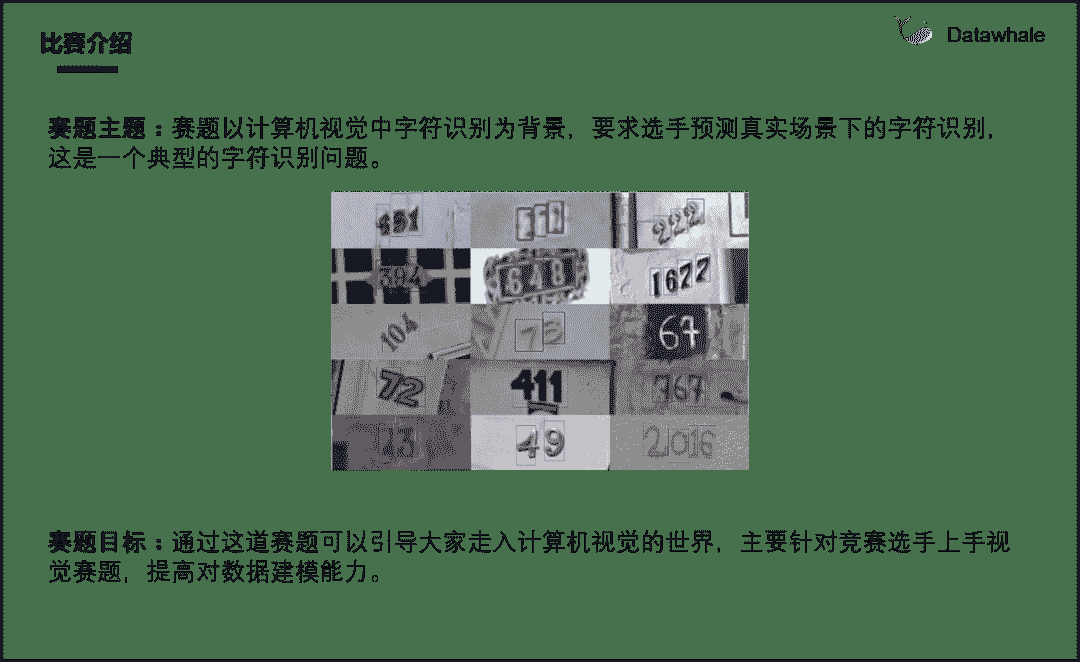 比赛介绍
Datawhale
赛题主题：赛题以计算机视觉中字符识别为背景，要求选手预测真实场景下的字符识别，
这是一个典型的字符识别问题。
451
222
394
648
1677
104
73
67
72
411
767
49
2016
赛题目标：通过这道赛题可以引导大家走入计算机视觉的世界，主要针对竞赛选手上手视
觉赛题，提高对数据建模能力。